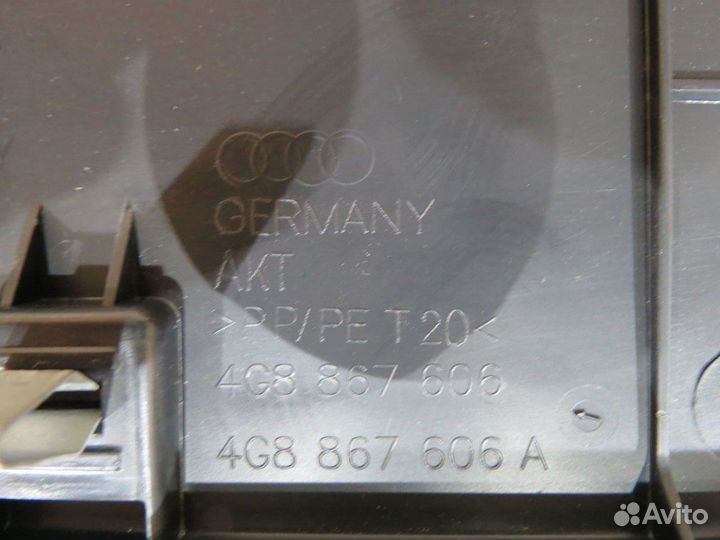 GERMANY
AKT
>PP/PE T20<
4G8 867 606
4G8 867 606 A
Avito